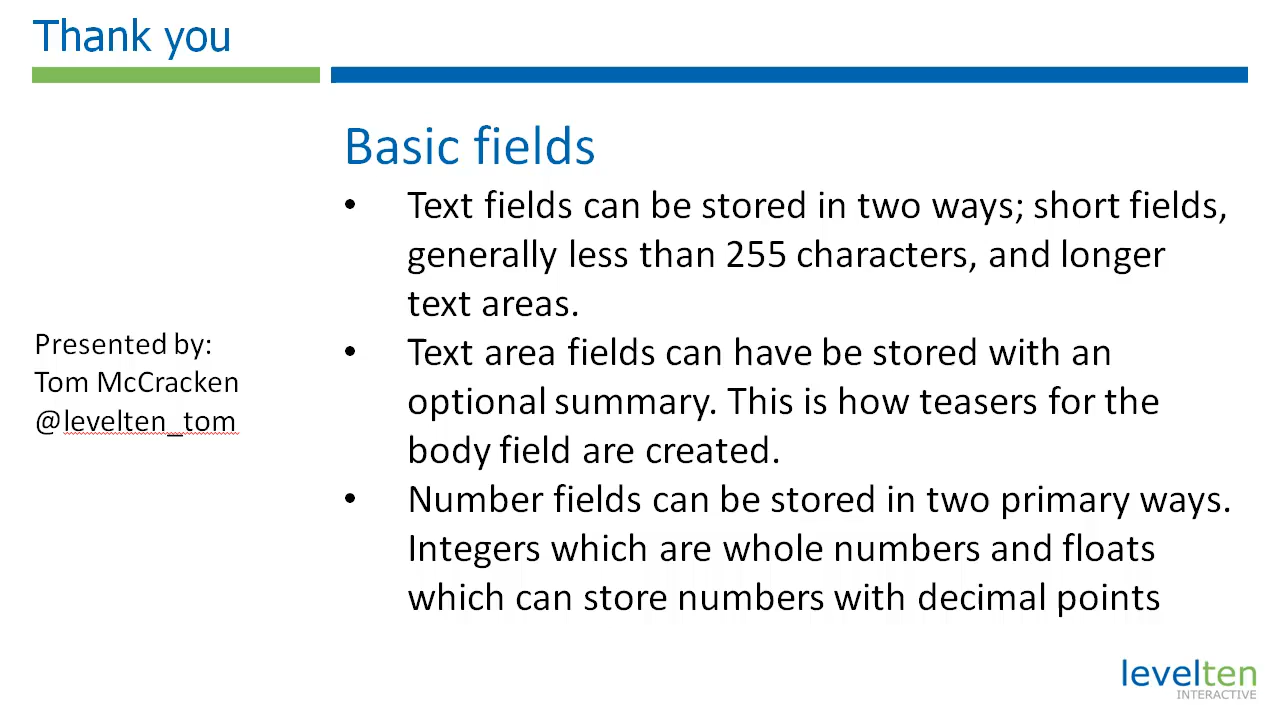 Thank you
Basic fields
• Text fields can be stored in two ways; short fields,
generally less than 255 characters, and longer
text areas.
• Text area fields can have be stored with an
optional summary. This is how teasers for the
body field are created.
• Number fields can be stored in two primary ways.
Integers which are whole numbers and floats
which can store numbers with decimal points
Presented by:
Tom McCracken
@levelten_tom
levelten
INTERACTIVE